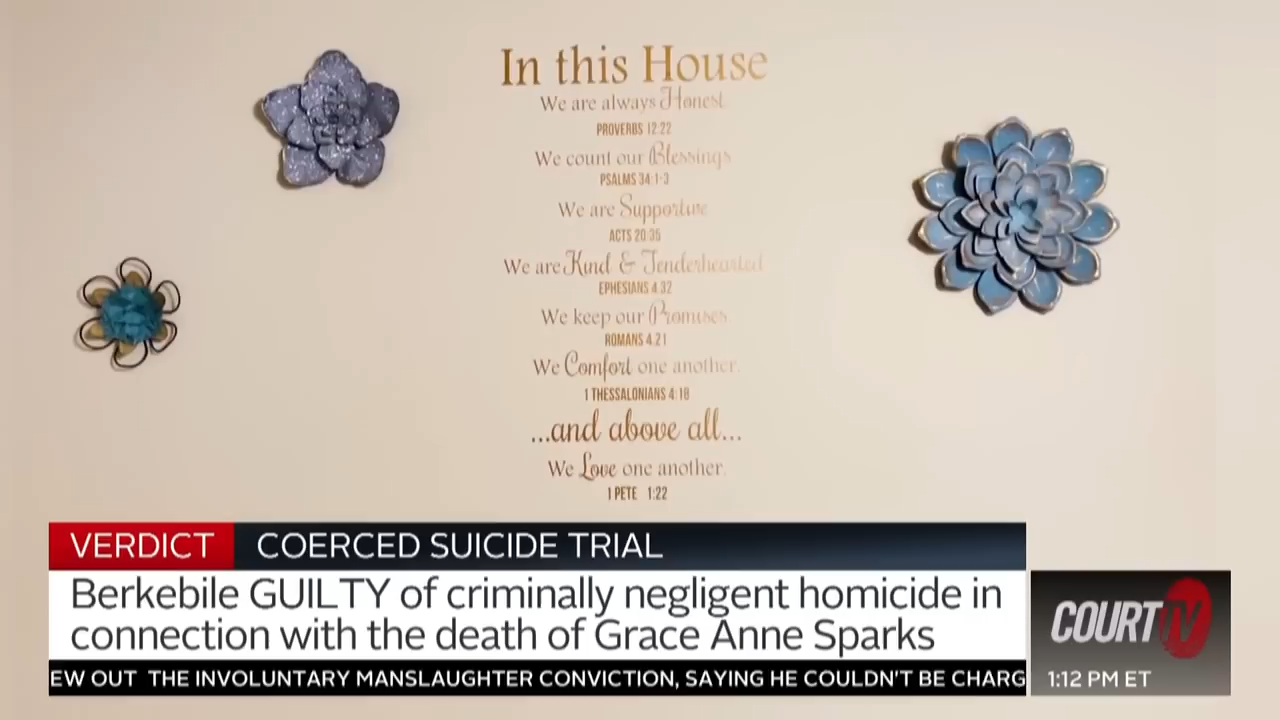 In this House
We are always Honest
PROVERBS 12:22
We count our Blessings
PSALMS 34:1-3
We are Supportive
ACTS 20:35
We are Kind & Tenderhearted
EPHESIANS 4:32
We keep our Promises
ROMANS 4:21
We Comfort one another.
1 THESSALONIANS 4:18
...and above all...
We Love one another.
1 PETE 1:22
VERDICT COERCED SUICIDE TRIAL
Berkebile GUILTY of criminally negligent homicide in
connection with the death of Grace Anne Sparks
COURT TV
EW OUT THE INVOLUNTARY MANSLAUGHTER CONVICTION, SAYING HE COULDN'T BE CHARG
1:12 PM ET